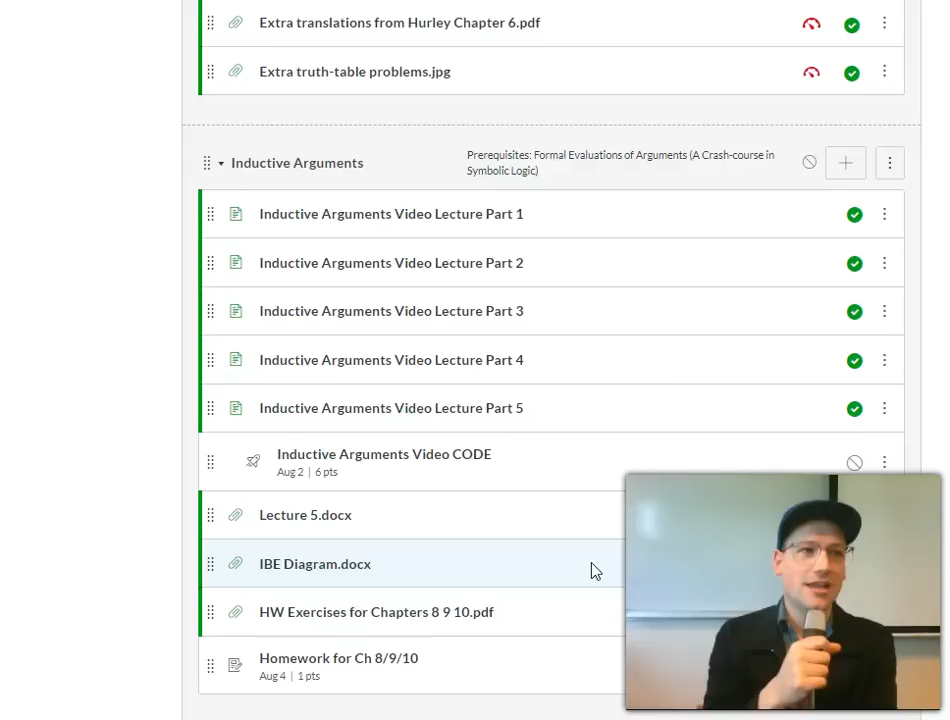 Extra translations from Hurley Chapter 6.pdf
Extra truth-table problems.jpg
Inductive Arguments
Prerequisites: Formal Evaluations of Arguments (A Crash-course in
Symbolic Logic)
Inductive Arguments Video Lecture Part 1
Inductive Arguments Video Lecture Part 2
Inductive Arguments Video Lecture Part 3
Inductive Arguments Video Lecture Part 4
Inductive Arguments Video Lecture Part 5
Inductive Arguments Video CODE
Aug 2 | 6 pts
Lecture 5.docx
IBE Diagram.docx
HW Exercises for Chapters 8 9 10.pdf
Homework for Ch 8/9/10
Aug 4 | 1 pts